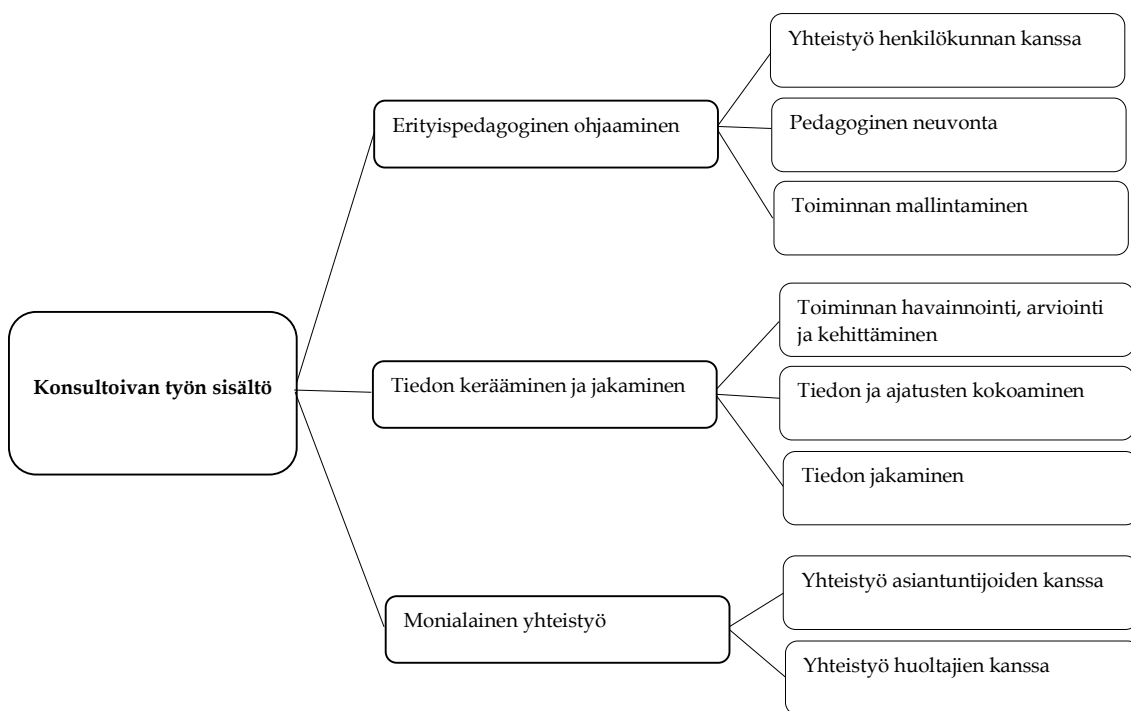 Konsultoivan työn sisältö
Erityispedagoginen ohjaaminen
Yhteistyö henkilökunnan kanssa
Pedagoginen neuvonta
Toiminnan mallintaminen
Tiedon kerääminen ja jakaminen
Toiminnan havainnointi, arviointi
ja kehittäminen
Tiedon ja ajatusten kokoaminen
Tiedon jakaminen
Monialainen yhteistyö
Yhteistyö asiantuntijoiden kanssa
Yhteistyö huoltajien kanssa